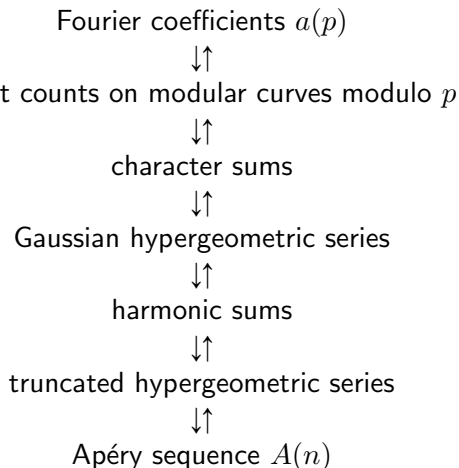 Fourier coefficients a(p)
↓↑
counts on modular curves modulo p
↓↑
character sums
↓↑
Gaussian hypergeometric series
↓↑
harmonic sums
↓↑
truncated hypergeometric series
↓↑
Apéry sequence A(n)